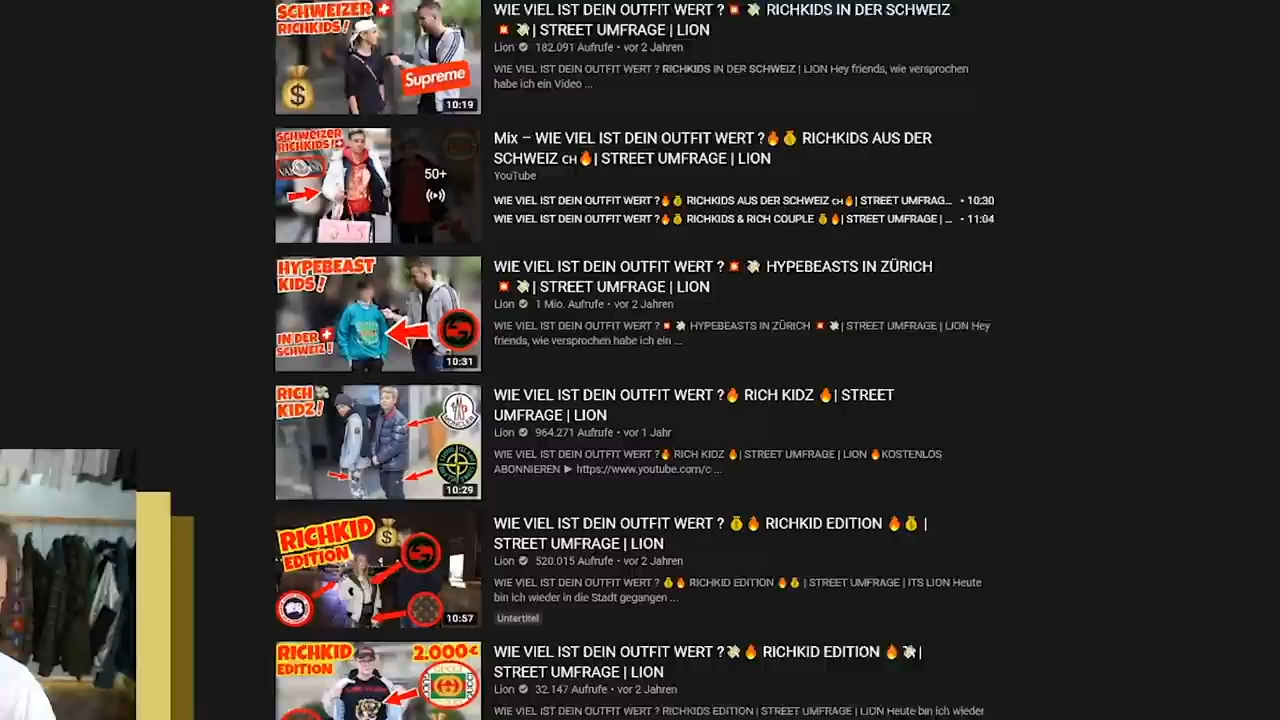 SCHWEIZER
RICHKIDS!
Supreme
10:19
WIE VIEL IST DEIN OUTFIT WERT ?💥 💸 RICHKIDS IN DER SCHWEIZ
💥 💸| STREET UMFRAGE | LION
Lion 182.091 Aufrufe • vor 2 Jahren
WIE VIEL IST DEIN OUTFIT WERT ? RICHKIDS IN DER SCHWEIZ | LION Hey friends, wie versprochen
habe ich ein Video ...
SCHWEIZER
RICHKIDS!
50+
Mix – WIE VIEL IST DEIN OUTFIT WERT ?🔥💰 RICHKIDS AUS DER
SCHWEIZ CH🔥| STREET UMFRAGE | LION
YouTube
WIE VIEL IST DEIN OUTFIT WERT ?🔥💰 RICHKIDS AUS DER SCHWEIZ CH🔥| STREET UMFRAG... • 10:30
WIE VIEL IST DEIN OUTFIT WERT ?🔥💰 RICHKIDS & RICH COUPLE 💰🔥| STREET UMFRAGE | ... • 11:04
HYPEBEAST
KIDS!
IN DER
SCHWEIZ!
10:31
WIE VIEL IST DEIN OUTFIT WERT ?💥 💸 HYPEBEASTS IN ZÜRICH
💥 💸| STREET UMFRAGE | LION
Lion 1 Mio. Aufrufe • vor 2 Jahren
WIE VIEL IST DEIN OUTFIT WERT ?💥 💸 HYPEBEASTS IN ZÜRICH 💥 💸| STREET UMFRAGE | LION Hey
friends, wie versprochen habe ich ein ...
RICH
KIDZ!
MONCLER
10:29
WIE VIEL IST DEIN OUTFIT WERT ?🔥 RICH KIDZ 🔥| STREET
UMFRAGE | LION
Lion 964.271 Aufrufe • vor 1 Jahr
WIE VIEL IST DEIN OUTFIT WERT ?🔥 RICH KIDZ 🔥| STREET UMFRAGE | LION 🔥KOSTENLOS
ABONNIEREN ► https://www.youtube.com/c ...
RICHKID
EDITION
10:57
WIE VIEL IST DEIN OUTFIT WERT ? 💰🔥 RICHKID EDITION 🔥💰 |
STREET UMFRAGE | LION
Lion 520.015 Aufrufe • vor 2 Jahren
WIE VIEL IST DEIN OUTFIT WERT ? 💰🔥 RICHKID EDITION 🔥💰 | STREET UMFRAGE | ITS LION Heute
bin ich wieder in die Stadt gegangen ...
Untertitel
RICHKID
EDITION
2.000€
GUCCI
WIE VIEL IST DEIN OUTFIT WERT ?💸 🔥 RICHKID EDITION 🔥💸|
STREET UMFRAGE | LION
Lion 32.147 Aufrufe • vor 2 Jahren
WIE VIEL IST DEIN OUTFIT WERT ? RICHKIDS EDITION | STREET UMFRAGE | LION Heute bin ich wieder